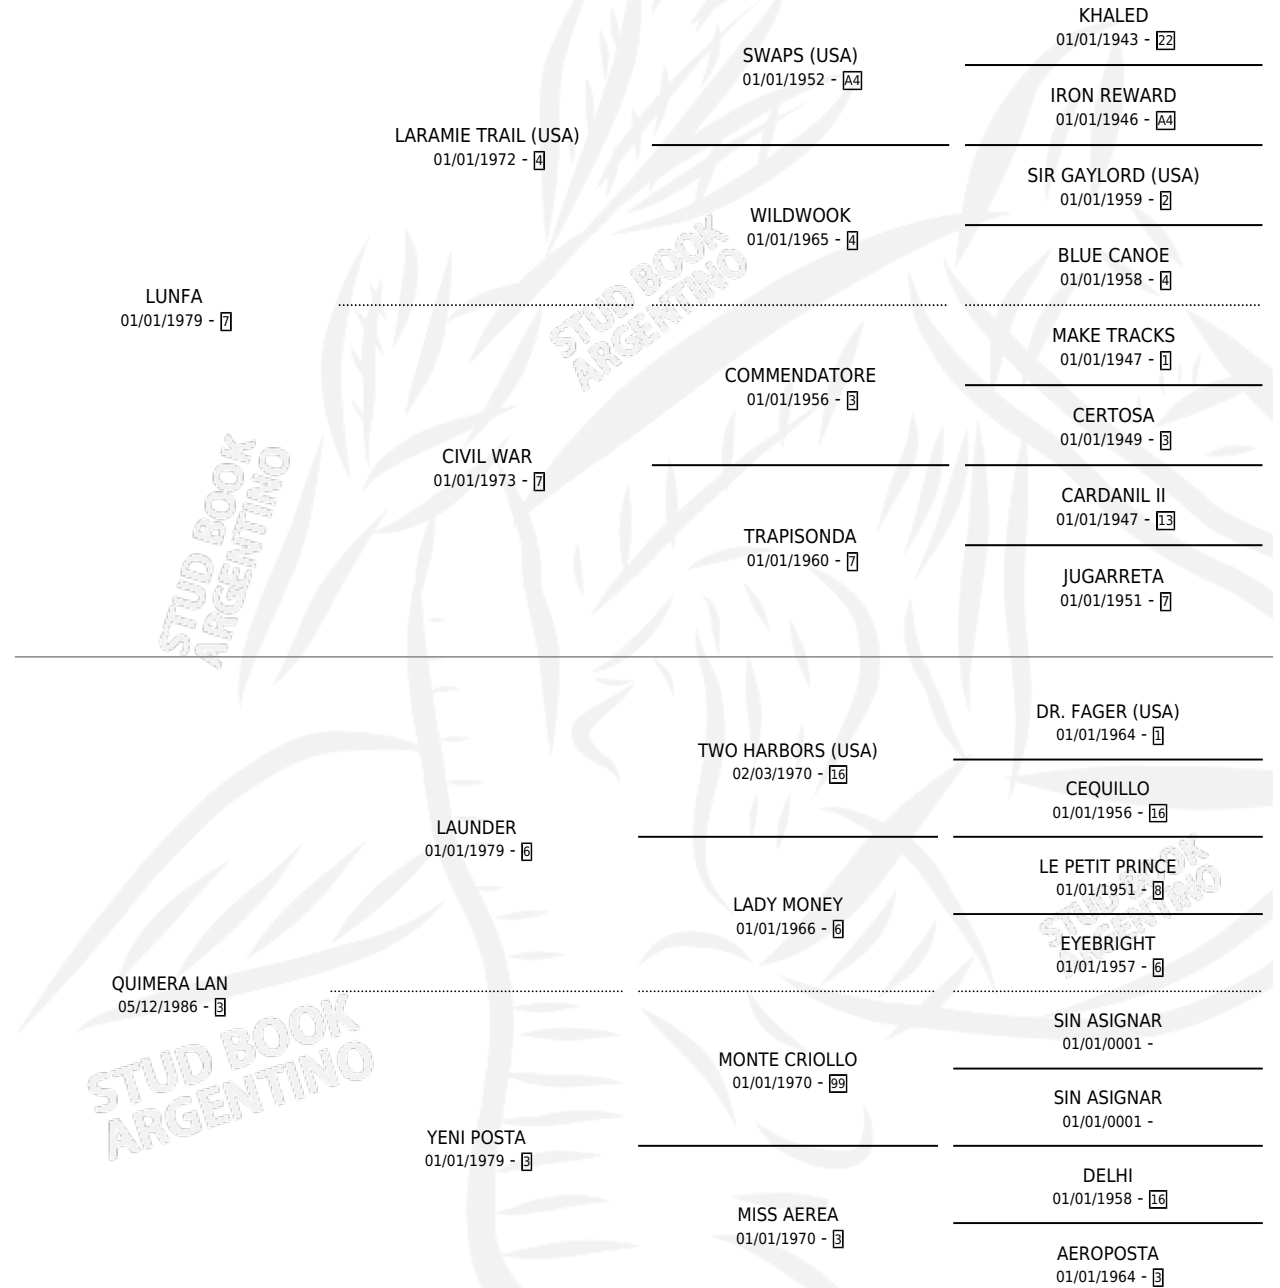 KHALED
01/01/1943 - 22
SWAPS (USA)
01/01/1952 - A4
IRON REWARD
01/01/1946 - A4
LARAMIE TRAIL (USA)
01/01/1972 - 4
SIR GAYLORD (USA)
01/01/1959 - 2
WILDWOOK
01/01/1965 - 4
BLUE CANOE
01/01/1958 - 4
LUNFA
01/01/1979 - 7
MAKE TRACKS
01/01/1947 - 1
COMMENDATORE
01/01/1956 - 3
CERTOSA
01/01/1949 - 3
CIVIL WAR
01/01/1973 - 7
CARDANIL II
01/01/1947 - 13
TRAPISONDA
01/01/1960 - 7
JUGARRETA
01/01/1951 - 7
STUD BOOK
ARGENTINO
STUD BOOK
ARGENTINO
DR. FAGER (USA)
01/01/1964 - 1
TWO HARBORS (USA)
02/03/1970 - 16
CEQUILLO
01/01/1956 - 16
LAUNDER
01/01/1979 - 6
LE PETIT PRINCE
01/01/1951 - 8
LADY MONEY
01/01/1966 - 6
EYEBRIGHT
01/01/1957 - 6
QUIMERA LAN
05/12/1986 - 3
SIN ASIGNAR
01/01/0001 -
MONTE CRIOLLO
01/01/1970 - 99
SIN ASIGNAR
01/01/0001 -
YENI POSTA
01/01/1979 - 3
DELHI
01/01/1958 - 16
MISS AEREA
01/01/1970 - 3
AEROPOSTA
01/01/1964 - 3
STUD BOOK
ARGENTINO
STUD BOOK
ARGENTINO